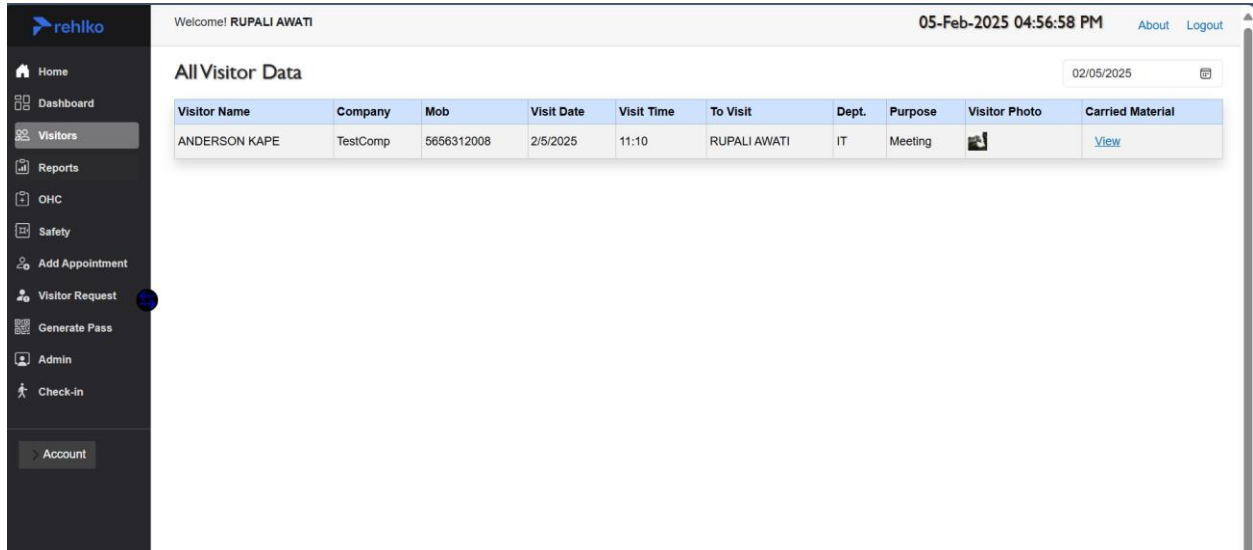 rehlko
Welcome! RUPALI AWATI
05-Feb-2025 04:56:58 PM
About
Logout
Home
Dashboard
Visitors
Reports
OHC
Safety
Add Appointment
Visitor Request
Generate Pass
Admin
Check-in
Account
All Visitor Data
02/05/2025
Visitor Name Company Mob Visit Date Visit Time To Visit Dept. Purpose Visitor Photo Carried Material
ANDERSON KAPE TestComp 5656312008 2/5/2025 11:10 RUPALI AWATI IT Meeting View